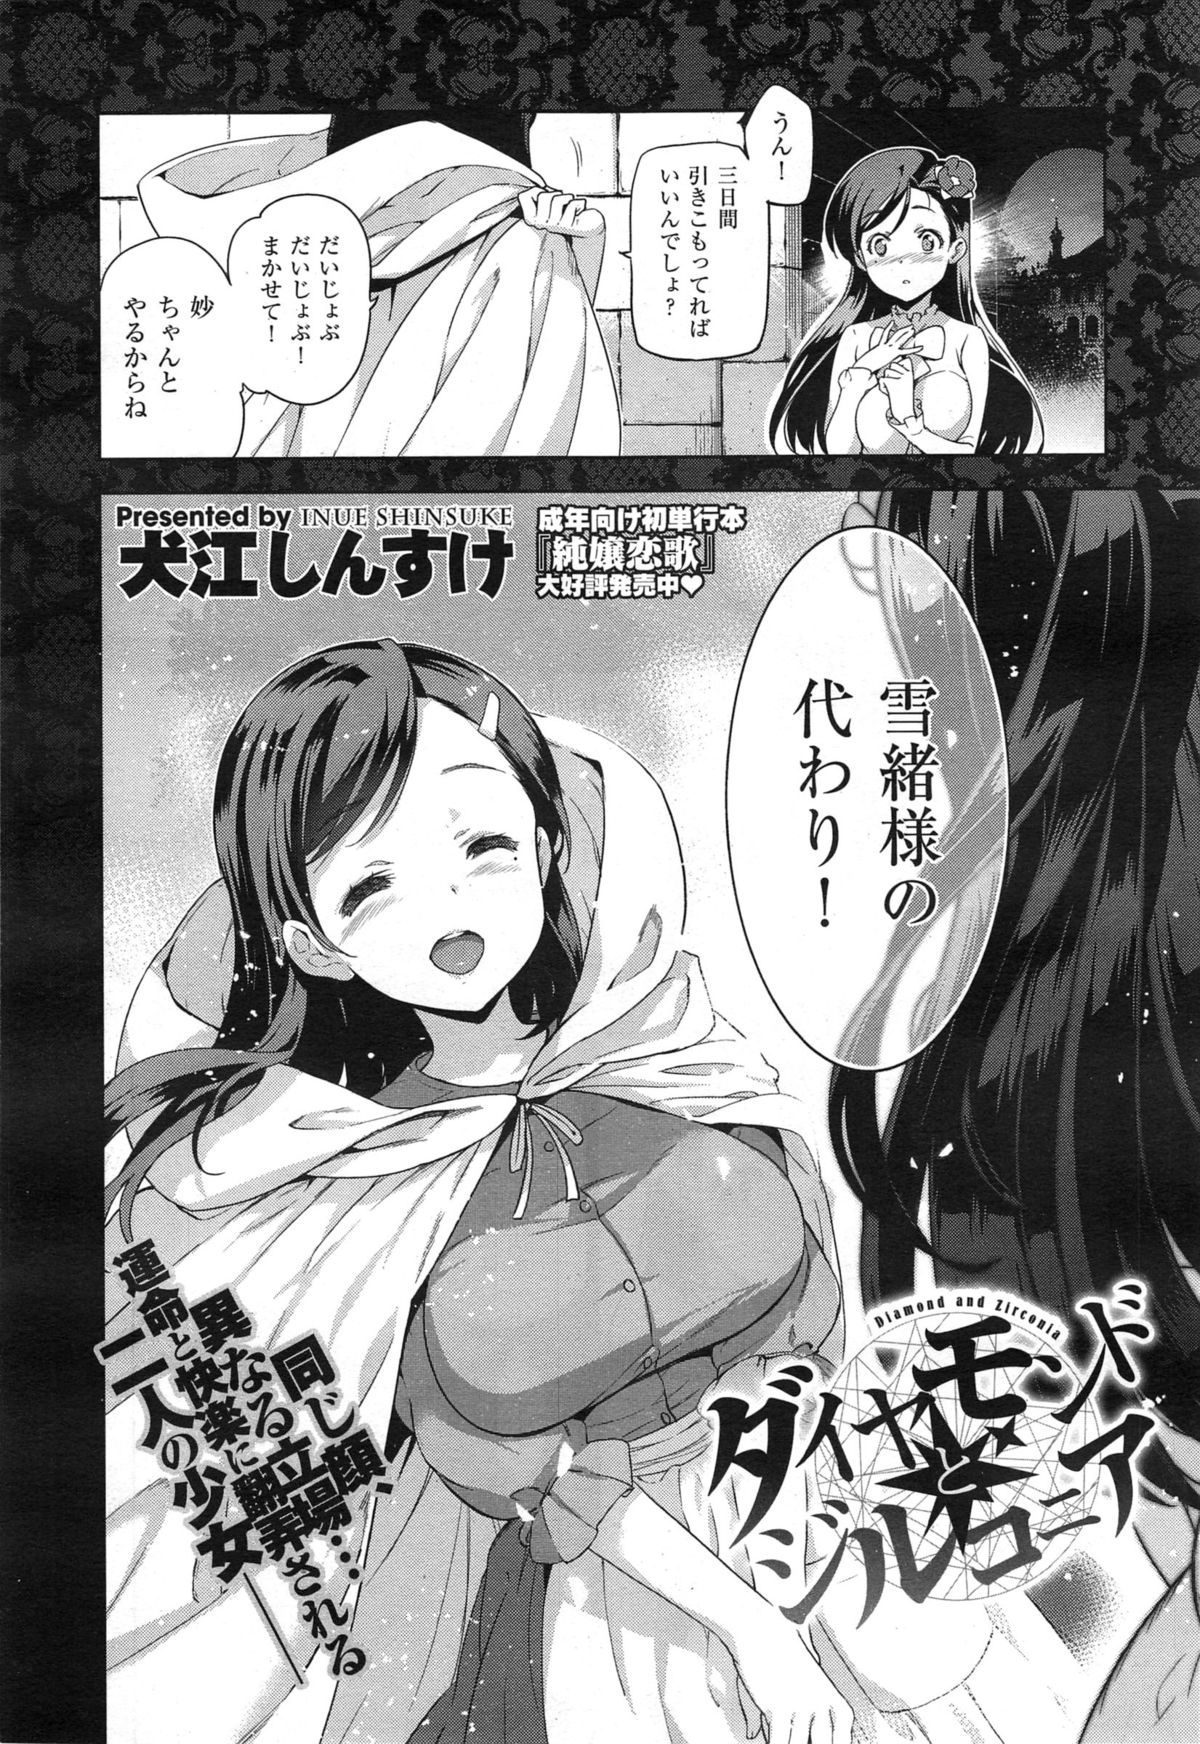 うん！
三日間
引きこもってれば
いいんでしょ？
だいじょぶ
だいじょぶ！
まかせて！
妙
ちゃんと
やるからね
Presented by INUE SHINSUKE
犬江しんすけ
成年向け初単行本
『純嬢恋歌』
大好評発売中♥
雪緒様の
代わり！
Diamond and Zirconia
ダイヤモンド
と
ジルコニア
同じ顔、
異なる立場…
運命と快楽に翻弄される
二人の少女